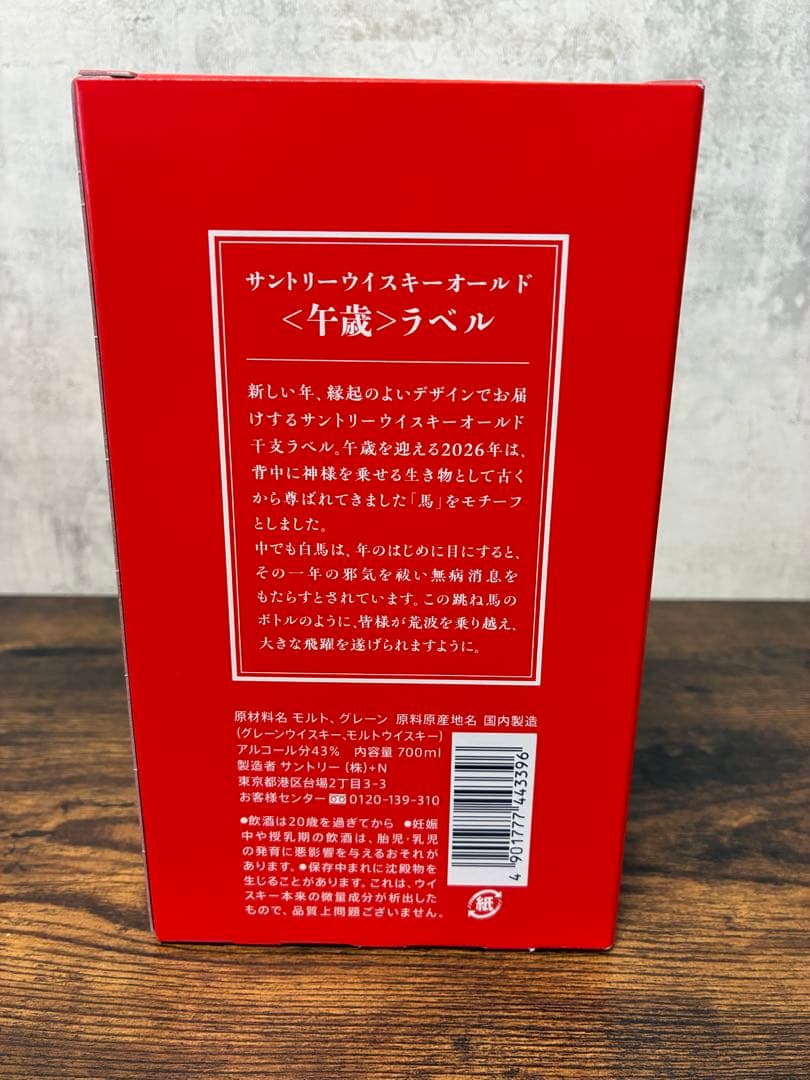 サントリーウイスキーオールド
＜午歳＞ラベル
新しい年、縁起のよいデザインでお届
けするサントリーウイスキーオールド
干支ラベル。午歳を迎える2026年は、
背中に神様を乗せる生き物として古く
から尊ばれてきました「馬」をモチーフ
としました。
中でも白馬は、年のはじめに目にすると、
その一年の邪気を祓い無病消息を
もたらすとされています。この跳ね馬の
ボトルのように、皆様が荒波を乗り越え、
大きな飛躍を遂げられますように。
原材料名 モルト、グレーン 原料原産地名 国内製造
(グレーンウイスキー、モルトウイスキー)
アルコール分43% 内容量700ml
製造者 サントリー(株)+N
東京都港区台場2丁目3-3
お客様センター 0120-139-310
●飲酒は20歳を過ぎてから ●妊娠
中や授乳期の飲酒は、胎児・乳児
の発育に悪影響を与えるおそれが
あります。●保存中まれに沈殿物を
生じることがあります。これは、ウイ
スキー本来の微量成分が析出した
もので、品質上問題ございません。
4 901777 443396
紙